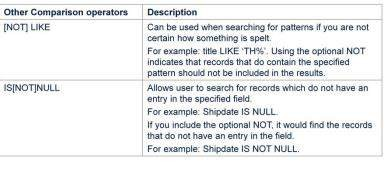 Other Comparison operators
Description
[NOT] LIKE
Can be used when searching for patterns if you are not
certain how something is spelt.
For example: title LIKE ‘TH%’. Using the optional NOT
indicates that records that do contain the specified
pattern should not be included in the results.
IS[NOT]NULL
Allows user to search for records which do not have an
entry in the specified field.
For example: Shipdate IS NULL.
If you include the optional NOT, it would find the records
that do not have an entry in the field.
For example: Shipdate IS NOT NULL.